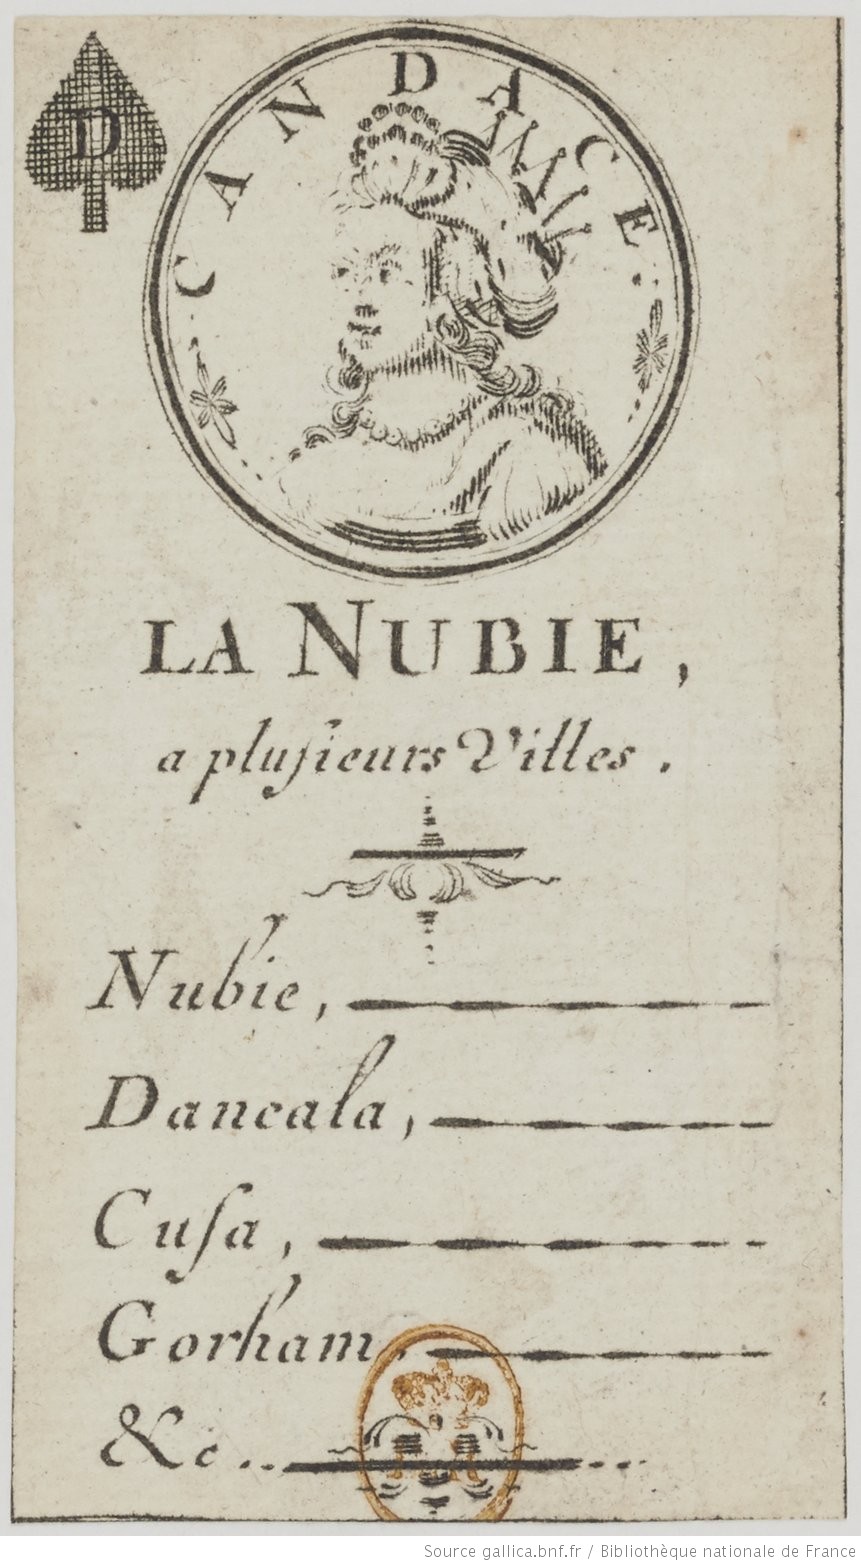 D
CANDACE.
LA NUBIE,
a plusieurs Villes.
Nubie,
Dancala,
Cusa,
Gorham,
&c...
Source gallica.bnf.fr / Bibliothèque nationale de France